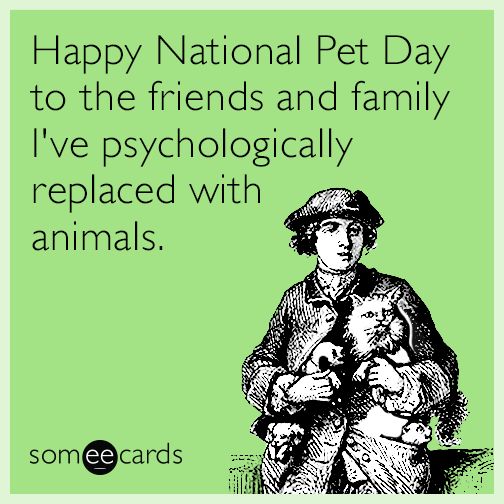 Happy National Pet Day
to the friends and family
I've psychologically
replaced with
animals.
someecards